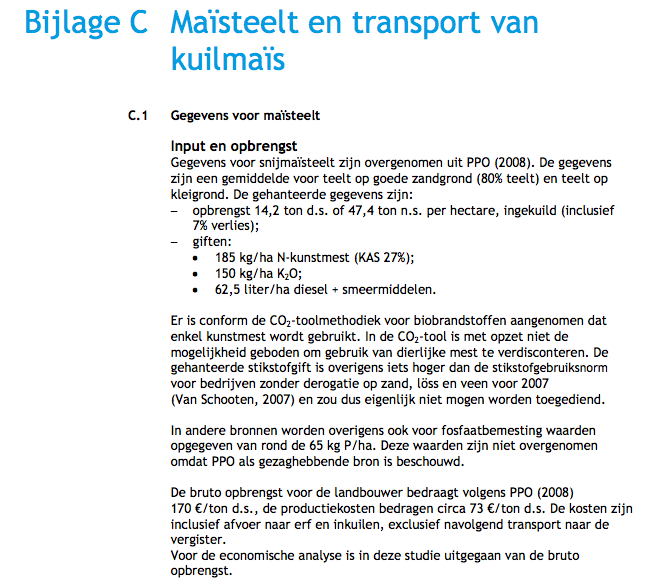 Bijlage C Maïsteelt en transport van
kuilmaïs
C.1 Gegevens voor maïsteelt
Input en opbrengst
Gegevens voor snijmaïsteelt zijn overgenomen uit PPO (2008). De gegevens
zijn een gemiddelde voor teelt op goede zandgrond (80% teelt) en teelt op
kleigrond. De gehanteerde gegevens zijn:
– opbrengst 14,2 ton d.s. of 47,4 ton n.s. per hectare, ingekuild (inclusief
7% verlies);
– giften:
• 185 kg/ha N-kunstmest (KAS 27%);
• 150 kg/ha K₂O;
• 62,5 liter/ha diesel + smeermiddelen.
Er is conform de CO₂-toolmethodiek voor biobrandstoffen aangenomen dat
enkel kunstmest wordt gebruikt. In de CO₂-tool is met opzet niet de
mogelijkheid geboden om gebruik van dierlijke mest te verdisconteren. De
gehanteerde stikstofgift is overigens iets hoger dan de stikstofgebruiksnorm
voor bedrijven zonder derogatie op zand, löss en veen voor 2007
(Van Schooten, 2007) en zou dus eigenlijk niet mogen worden toegediend.
In andere bronnen worden overigens ook voor fosfaatbemesting waarden
opgegeven van rond de 65 kg P/ha. Deze waarden zijn niet overgenomen
omdat PPO als gezaghebbende bron is beschouwd.
De bruto opbrengst voor de landbouwer bedraagt volgens PPO (2008)
170 €/ton d.s., de productiekosten bedragen circa 73 €/ton d.s. De kosten zijn
inclusief afvoer naar erf en inkuilen, exclusief navolgend transport naar de
vergister.
Voor de economische analyse is in deze studie uitgegaan van de bruto
opbrengst.